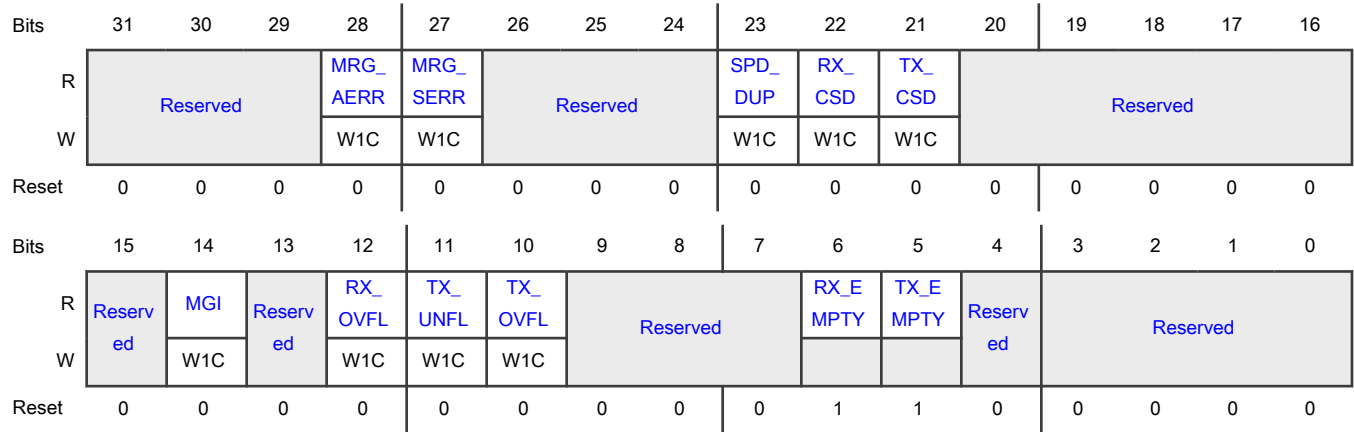 Bits 31 30 29 28 27 26 25 24 23 22 21 20 19 18 17 16
R Reserved MRG_ AERR MRG_ SERR Reserved SPD_ DUP RX_ CSD TX_ CSD Reserved
W W1C W1C W1C W1C W1C
Reset 0 0 0 0 0 0 0 0 0 0 0 0 0 0 0 0
Bits 15 14 13 12 11 10 9 8 7 6 5 4 3 2 1 0
R Reserv ed MGI Reserv ed RX_ OVFL TX_ UNFL TX_ OVFL Reserved RX_E MPTY TX_E MPTY Reserv ed Reserved
W W1C W1C W1C W1C
Reset 0 0 0 0 0 0 0 0 0 1 1 0 0 0 0 0